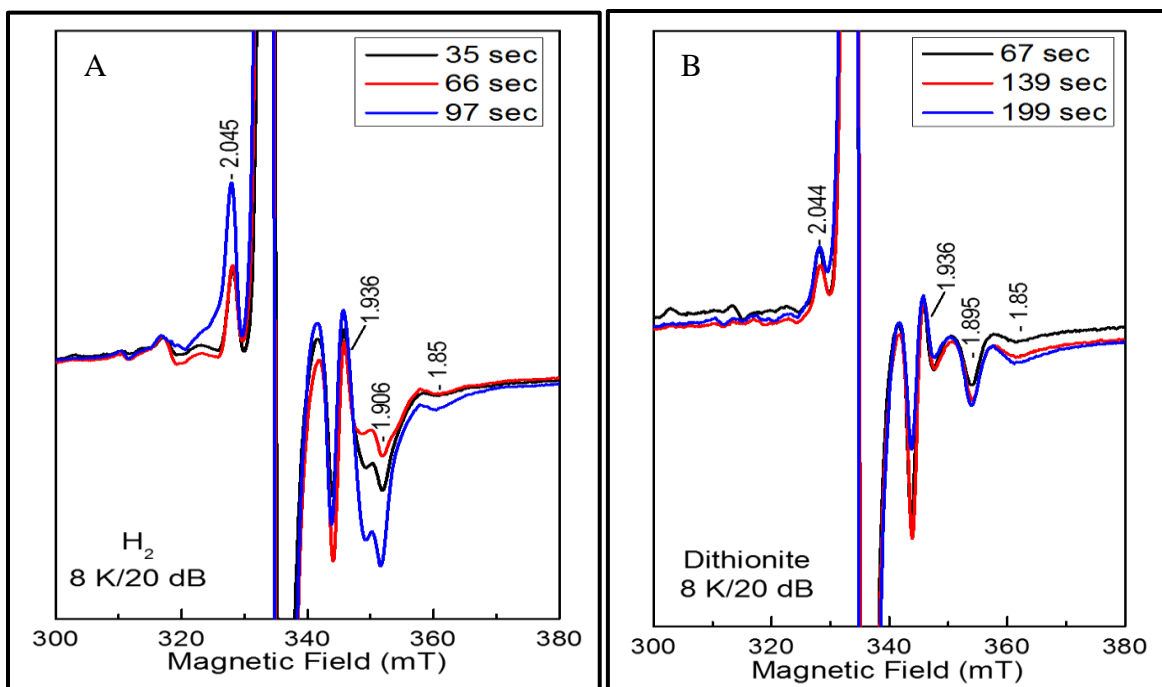 A
35 sec
66 sec
97 sec
- 2.045
1.936
- 1.906
- 1.85
H₂
8 K/20 dB
300 320 340 360 380
Magnetic Field (mT)
B
67 sec
139 sec
199 sec
- 2.044
1.936
- 1.895
- 1.85
Dithionite
8 K/20 dB
300 320 340 360 380
Magnetic Field (mT)